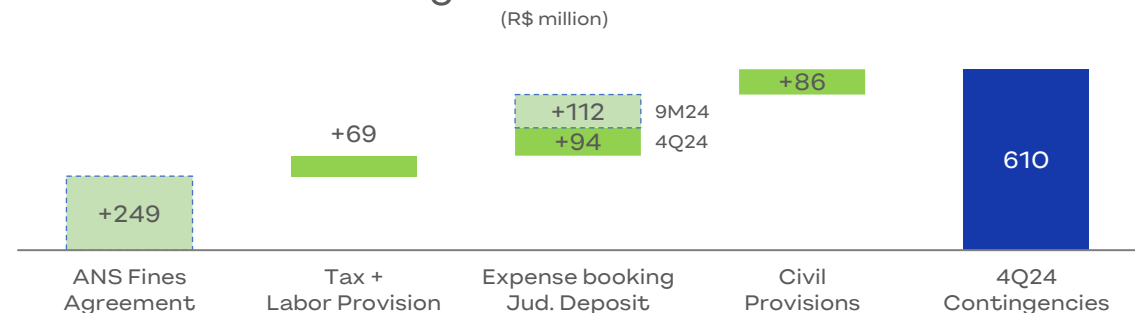 (R$ million)
+86
+112 9M24
+69
+94 4Q24
610
+249
ANS Fines
Agreement
Tax +
Labor Provision
Expense booking
Jud. Deposit
Civil
Provisions
4Q24
Contingencies